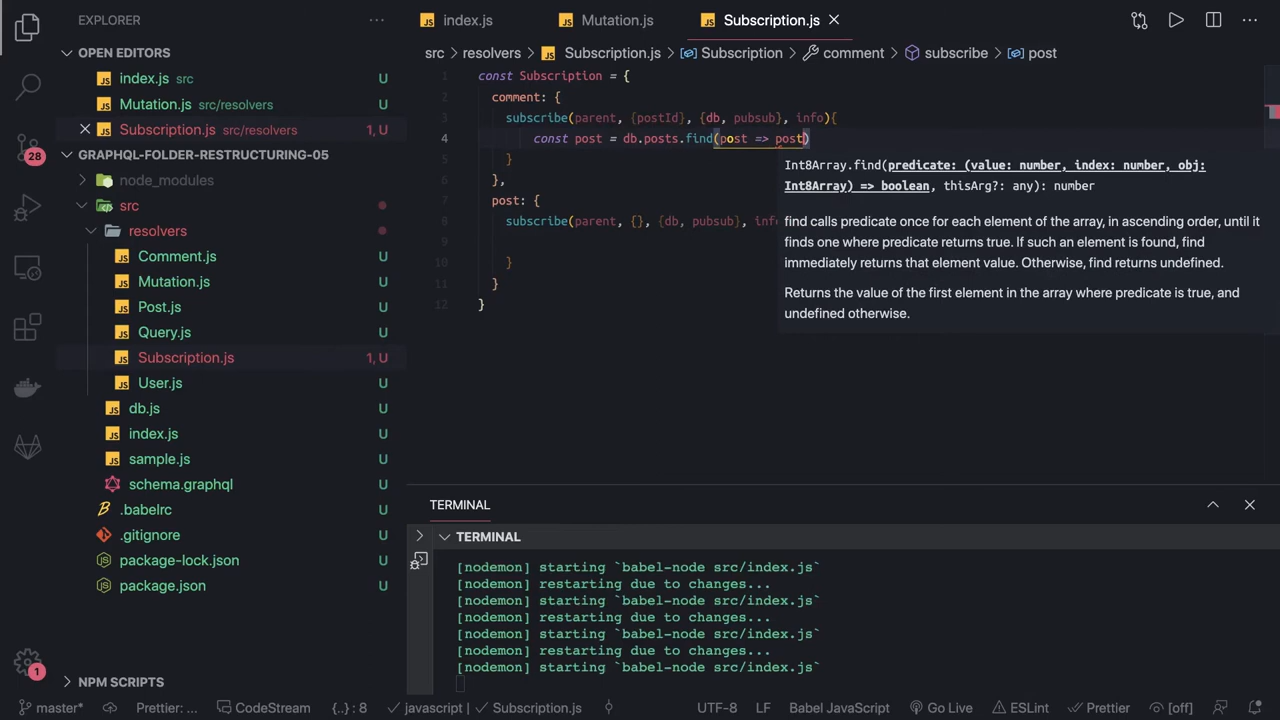 EXPLORER
index.js
Mutation.js
Subscription.js
OPEN EDITORS
index.js src U
Mutation.js src/resolvers U
Subscription.js src/resolvers 1, U
GRAPHQL-FOLDER-RESTRUCTURING-05
node_modules
src
resolvers
Comment.js U
Mutation.js U
Post.js U
Query.js U
Subscription.js 1, U
User.js U
db.js U
index.js U
sample.js U
schema.graphql U
.babelrc U
.gitignore U
package-lock.json U
package.json U
NPM SCRIPTS
28
1
src > resolvers > JS Subscription.js > Subscription > comment > subscribe > post
1 const Subscription = {
2 comment: {
3 subscribe(parent, {postId}, {db, pubsub}, info){
4 const post = db.posts.find(post => post)
5 }
6 },
7 post: {
8 subscribe(parent, {}, {db, pubsub}, info
9
10 }
11 }
12 }
Int8Array.find(predicate: (value: number, index: number, obj:
Int8Array) => boolean, thisArg?: any): number
find calls predicate once for each element of the array, in ascending order, until it
finds one where predicate returns true. If such an element is found, find
immediately returns that element value. Otherwise, find returns undefined.
Returns the value of the first element in the array where predicate is true, and
undefined otherwise.
TERMINAL
TERMINAL
[nodemon] starting `babel-node src/index.js`
[nodemon] restarting due to changes...
[nodemon] starting `babel-node src/index.js`
[nodemon] restarting due to changes...
[nodemon] starting `babel-node src/index.js`
[nodemon] restarting due to changes...
[nodemon] starting `babel-node src/index.js`
master* Prettier: ... CodeStream {..} : 8 javascript | Subscription.js UTF-8 LF Babel JavaScript Go Live ESLint Prettier [off]